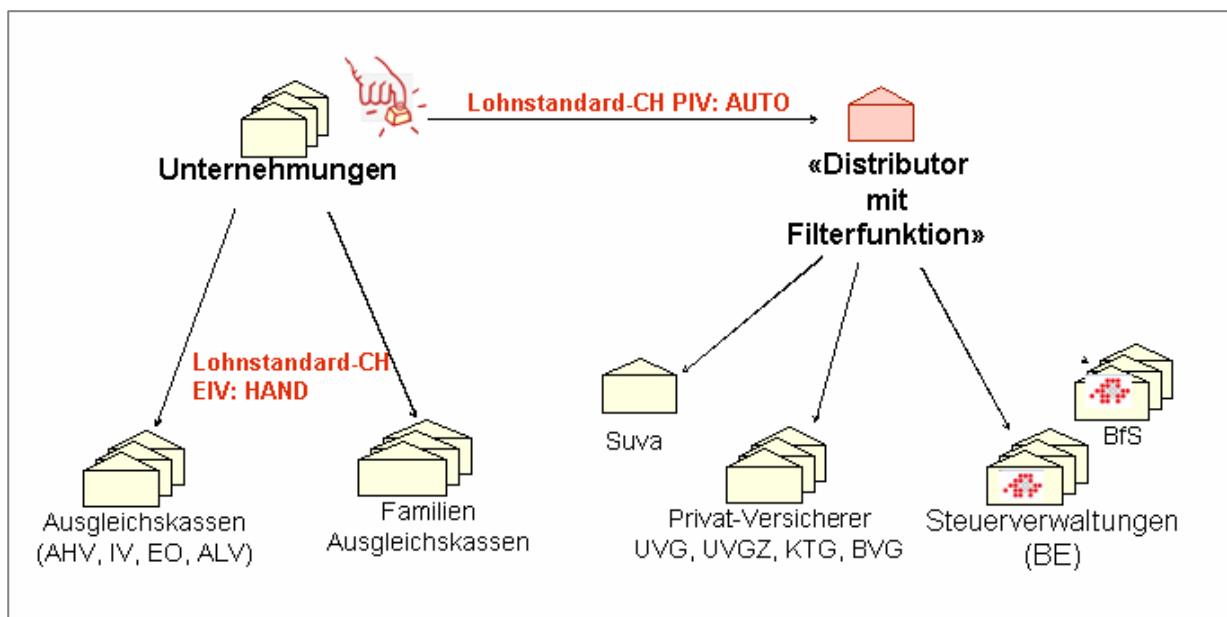 Lohnstandard-CH PIV: AUTO
Unternehmungen
«Distributor
mit
Filterfunktion»
Lohnstandard-CH
EIV: HAND
Suva
BfS
Ausgleichskassen
(AHV, IV, EO, ALV)
Familien
Ausgleichskassen
Privat-Versicherer
UVG, UVGZ, KTG, BVG
Steuerverwaltungen
(BE)